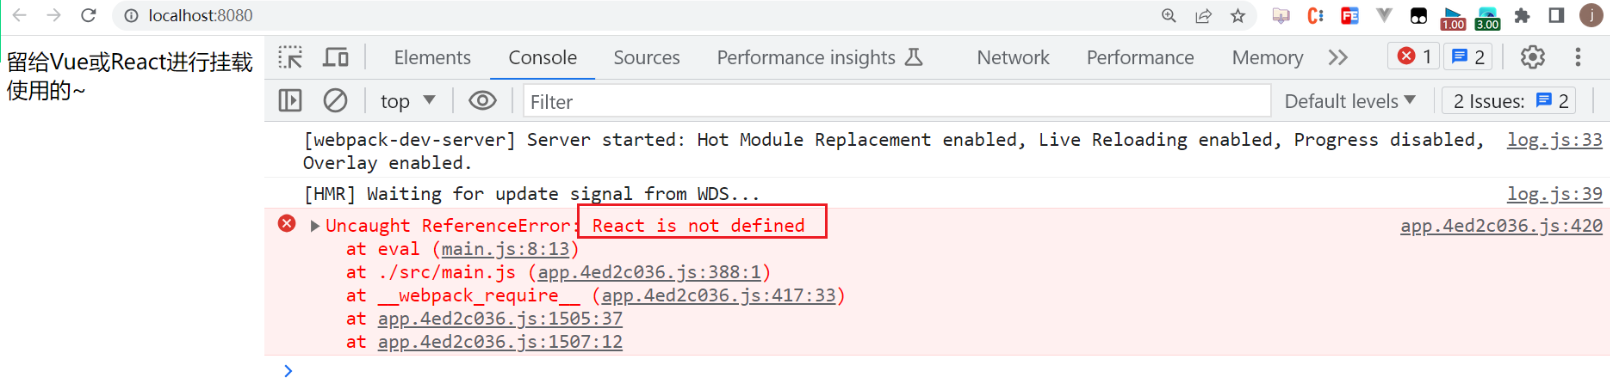 localhost:8080
1.00
3.00
j
留给Vue或React进行挂载
使用的~
Elements Console Sources Performance insights Network Performance Memory 1 2
top Filter Default levels 2 Issues: 2
[webpack-dev-server] Server started: Hot Module Replacement enabled, Live Reloading enabled, Progress disabled, log.js:33
Overlay enabled.
[HMR] Waiting for update signal from WDS... log.js:39
Uncaught ReferenceError: React is not defined app.4ed2c036.js:420
at eval (main.js:8:13)
at ./src/main.js (app.4ed2c036.js:388:1)
at __webpack_require__ (app.4ed2c036.js:417:33)
at app.4ed2c036.js:1505:37
at app.4ed2c036.js:1507:12